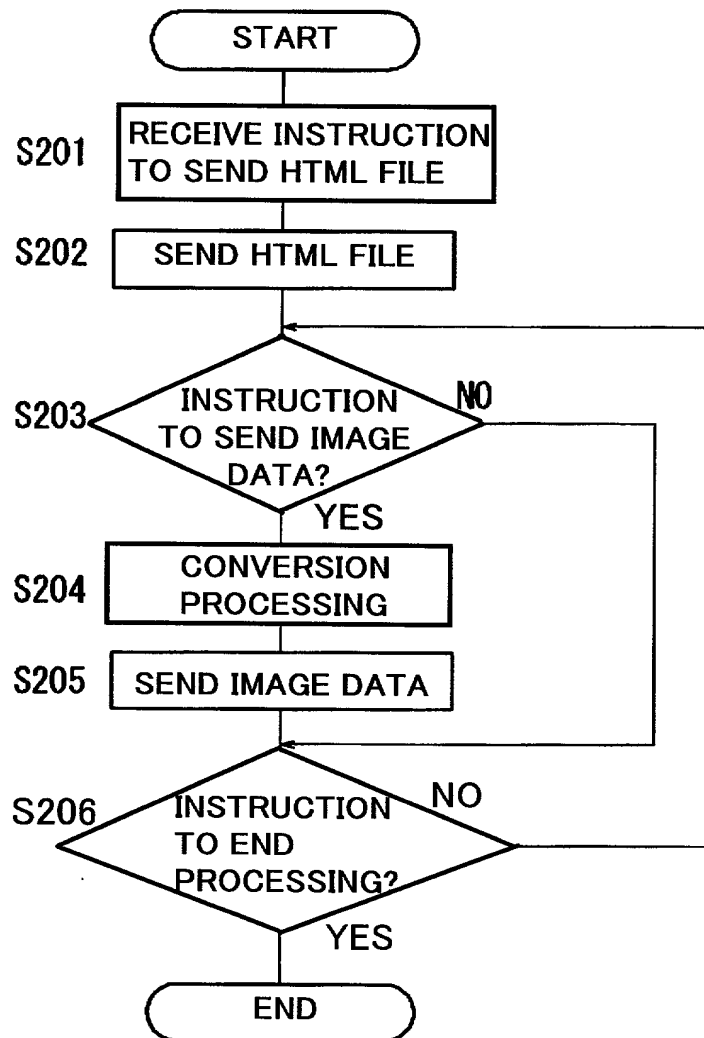 START
S201
RECEIVE INSTRUCTION
TO SEND HTML FILE
S202
SEND HTML FILE
S203
INSTRUCTION
TO SEND IMAGE
DATA?
NO
YES
S204
CONVERSION
PROCESSING
S205
SEND IMAGE DATA
S206
INSTRUCTION
TO END
PROCESSING?
NO
YES
END